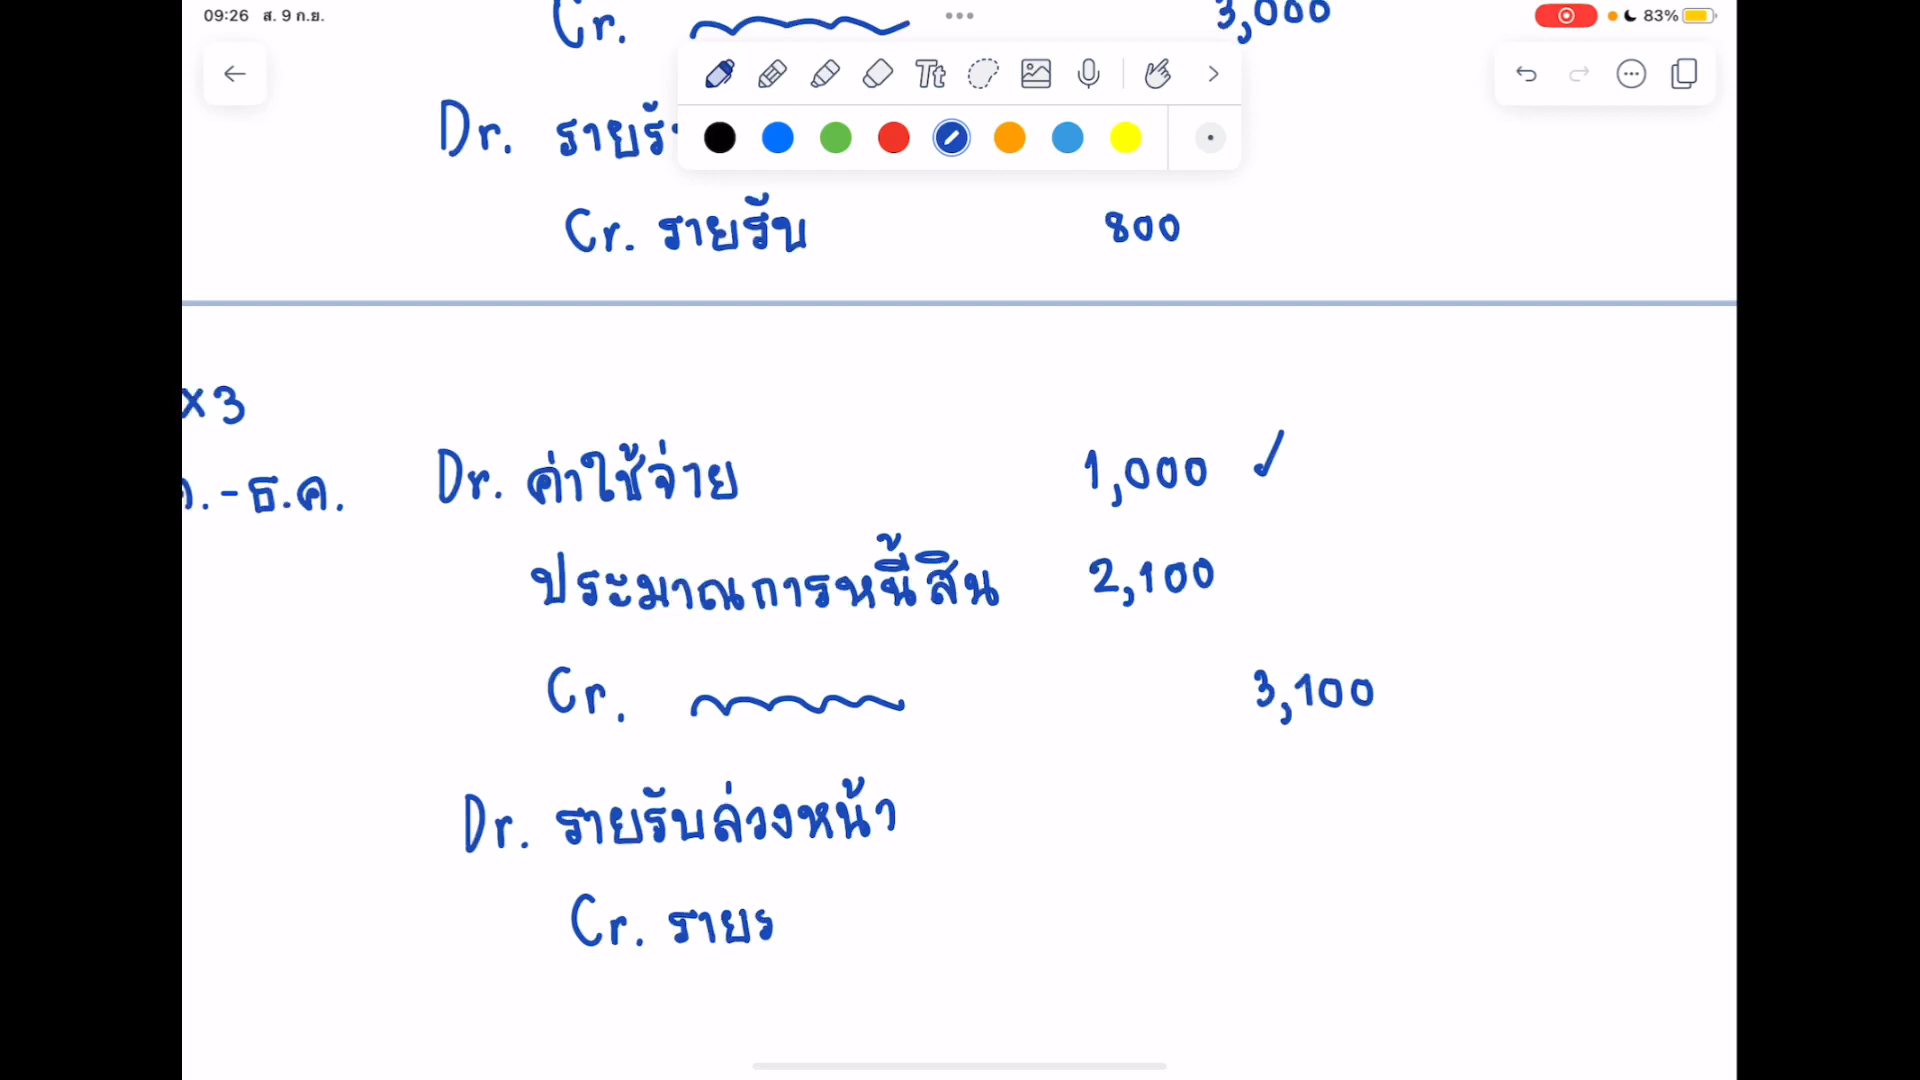 09:26 ส. 9 ก.ย. 83%
Cr. 3,000
Tt
Dr. รายรั
Cr. รายรับ 800
x3
.-ธ.ค.
Dr. ค่าใช้จ่าย 1,000 ✓
ประมาณการหนี้สิน 2,100
Cr. 3,100
Dr. รายรับล่วงหน้า
Cr. รายร